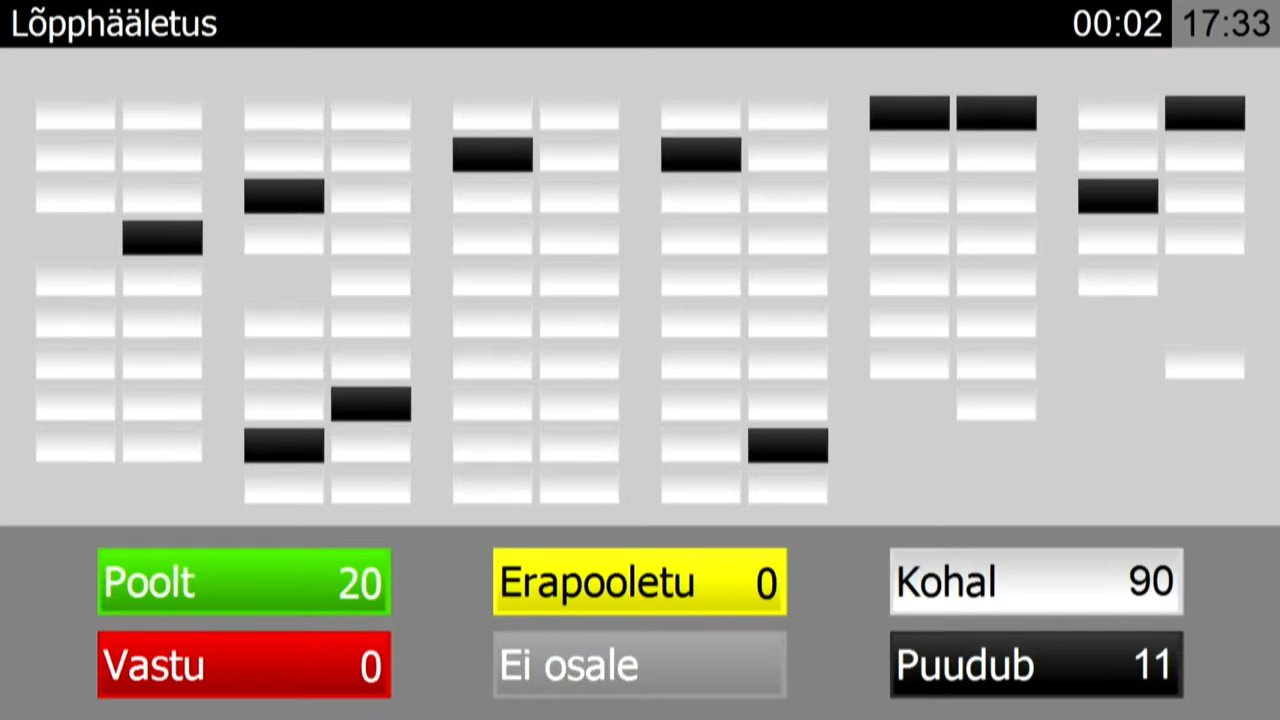 Lõpphääletus 00:02 17:33
Poolt 20 Erapooletu 0 Kohal 90
Vastu 0 Ei osale Puudub 11